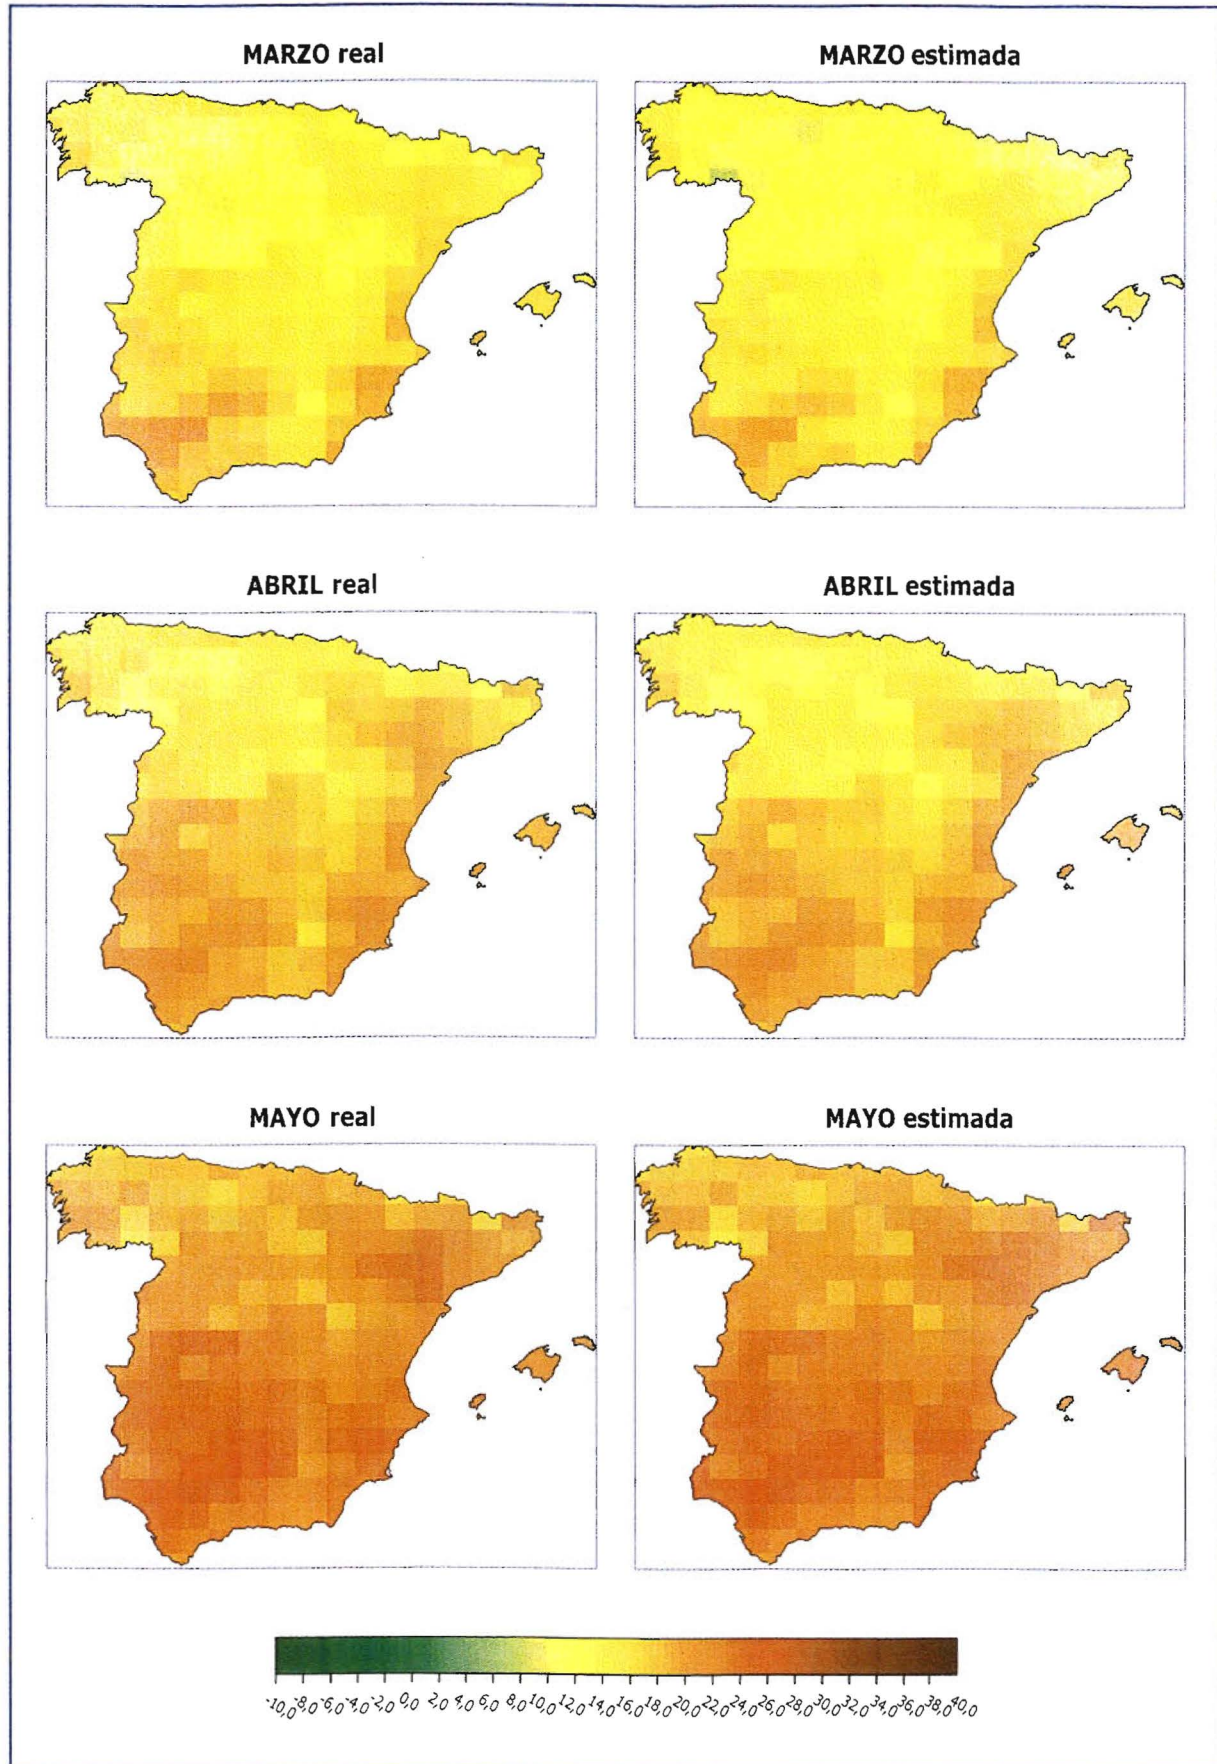 MARZO real
MARZO estimada
ABRIL real
ABRIL estimada
MAYO real
MAYO estimada
-10,0 -8,0 -6,0 -4,0 -2,0 0,0 2,0 4,0 6,0 8,0 10,0 12,0 14,0 16,0 18,0 20,0 22,0 24,0 26,0 28,0 30,0 32,0 34,0 36,0 38,0 40,0